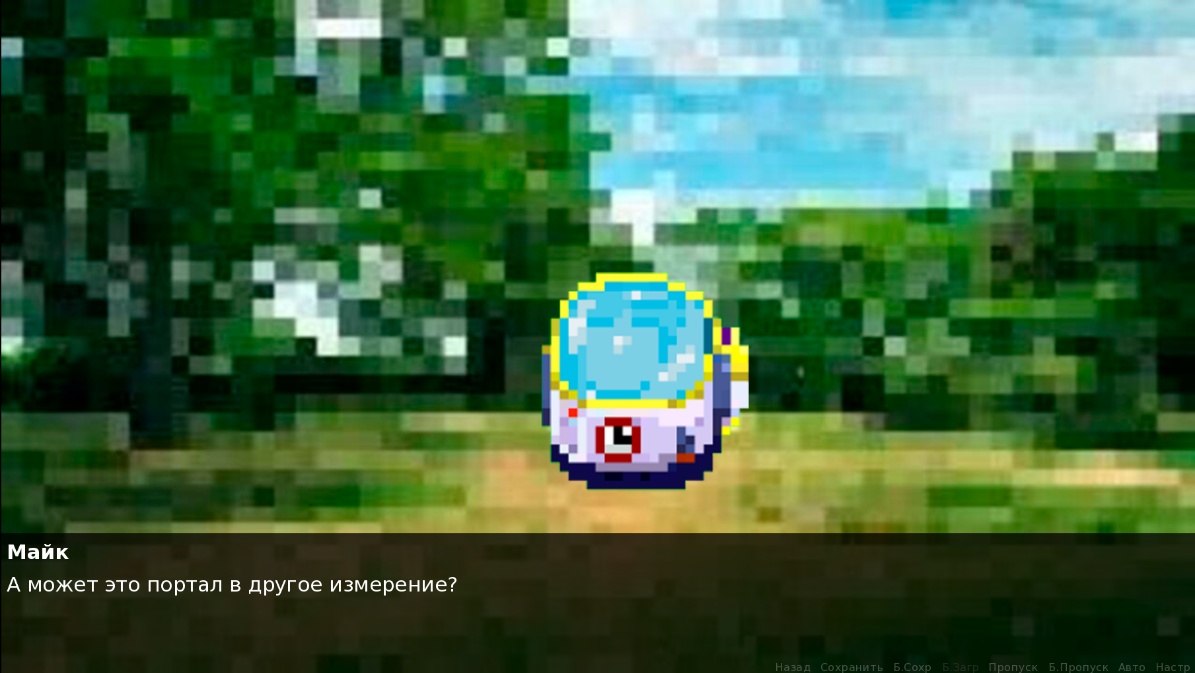 Майк
А может это портал в другое измерение?
Назад Сохранить Б.Сохр Б.Загр Пропуск Б.Пропуск Авто Настр